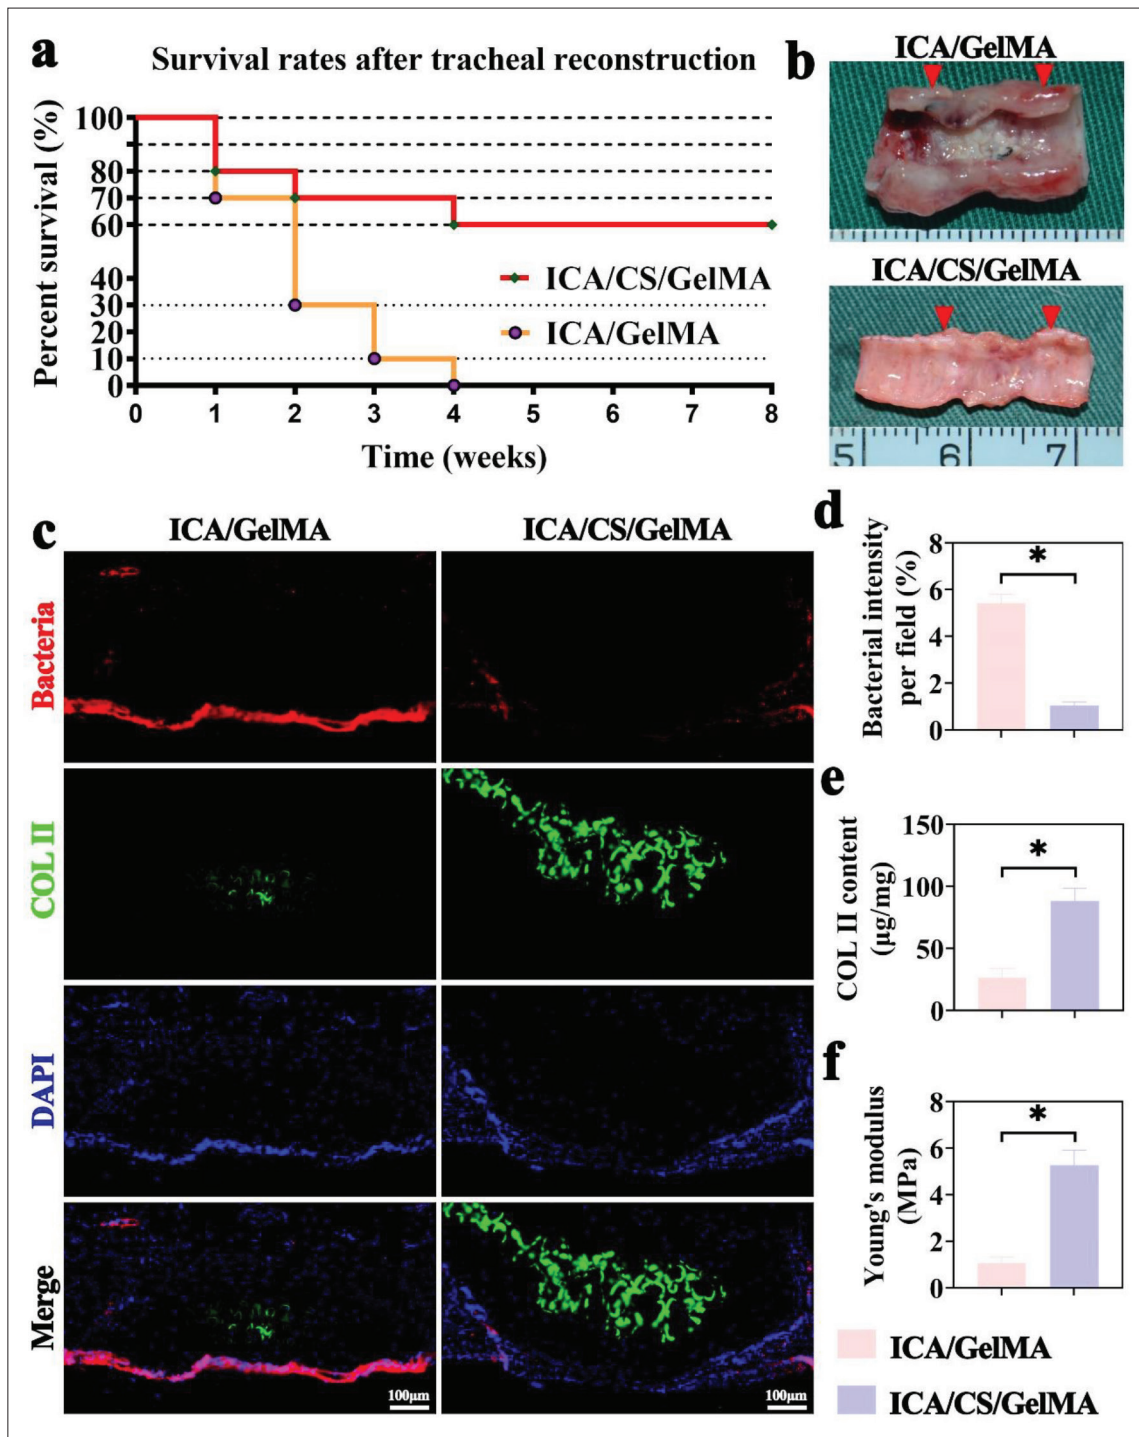 a
Survival rates after tracheal reconstruction
Percent survival (%)
100
80
70
60
40
30
20
10
0
0 1 2 3 4 5 6 7 8
Time (weeks)
ICA/CS/GelMA
ICA/GelMA
b
ICA/GelMA
ICA/CS/GelMA
5 6 7
c
ICA/GelMA
ICA/CS/GelMA
Bacteria
COL II
DAPI
Merge
100μm
100μm
d
Bacterial intensity
per field (%)
8
6
4
2
0
*
e
COL II content
(μg/mg)
150
100
50
0
*
f
Young's modulus
(MPa)
8
6
4
2
0
*
ICA/GelMA
ICA/CS/GelMA